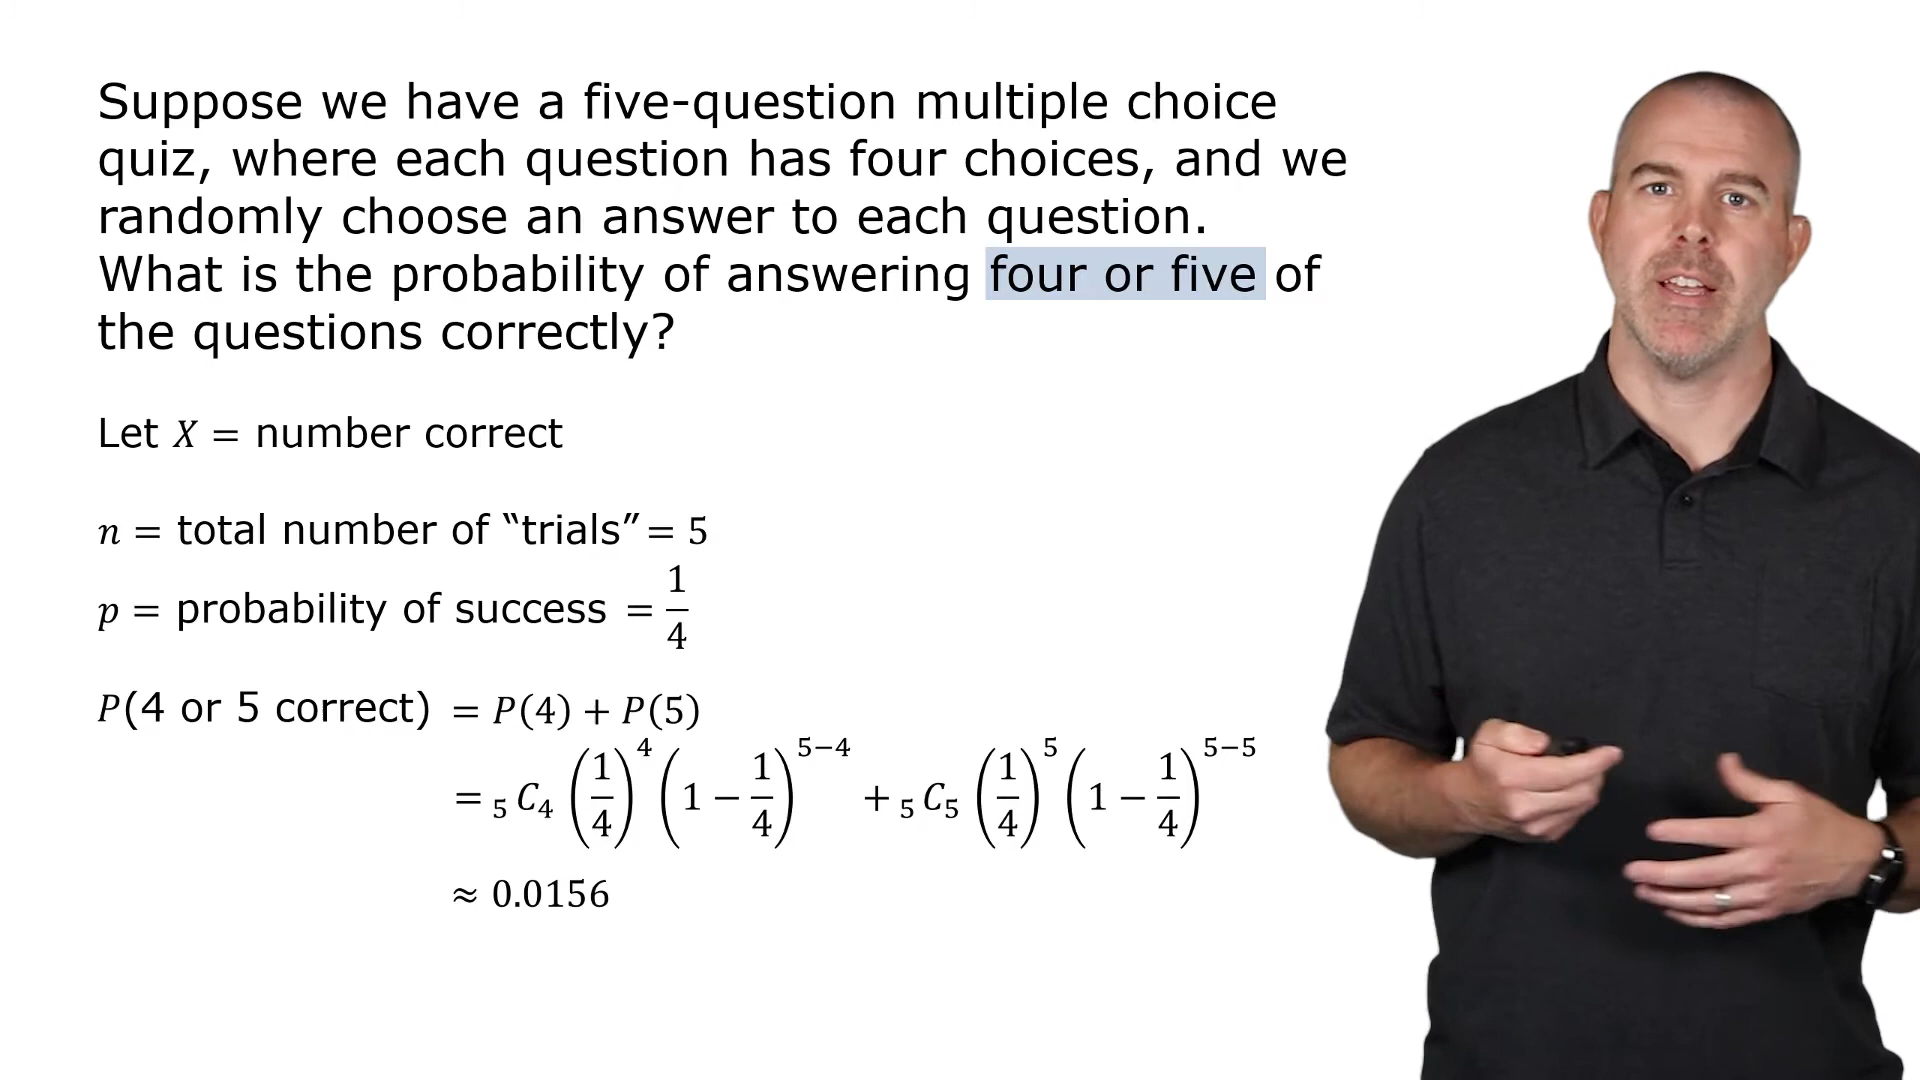 Suppose we have a five-question multiple choice
quiz, where each question has four choices, and we
randomly choose an answer to each question.
What is the probability of answering four or five of
the questions correctly?
Let X = number correct
n = total number of “trials” = 5
p = probability of success = 1/4
P(4 or 5 correct) = P(4) + P(5)
= ₅C₄ (1/4)⁴ (1 − 1/4)⁵⁻⁴ + ₅C₅ (1/4)⁵ (1 − 1/4)⁵⁻⁵
≈ 0.0156